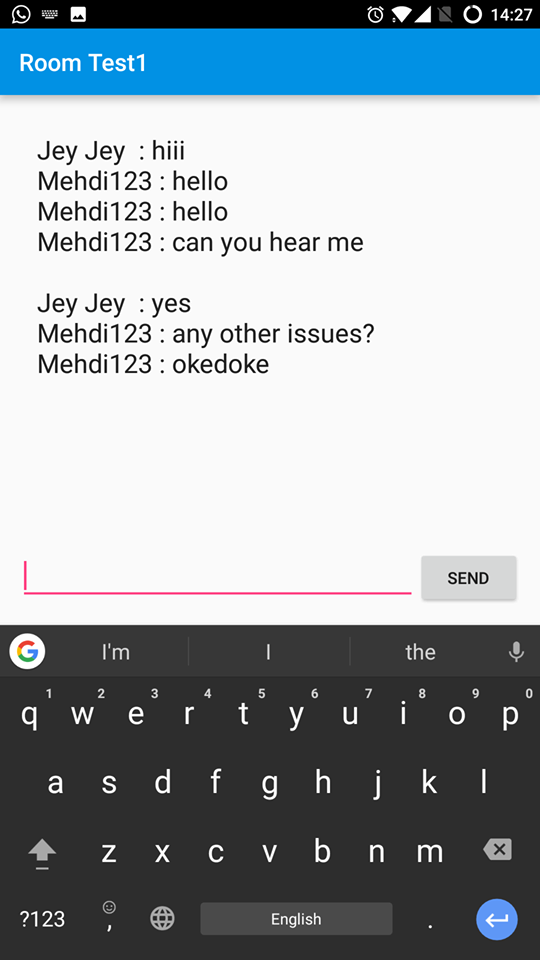 14:27
Room Test1
Jey Jey  : hiii
Mehdi123 : hello
Mehdi123 : hello
Mehdi123 : can you hear me
Jey Jey  : yes
Mehdi123 : any other issues?
Mehdi123 : okedoke
SEND
G I'm I the
1 2 3 4 5 6 7 8 9 0
q w e r t y u i o p
a s d f g h j k l
z x c v b n m
?123 , English .